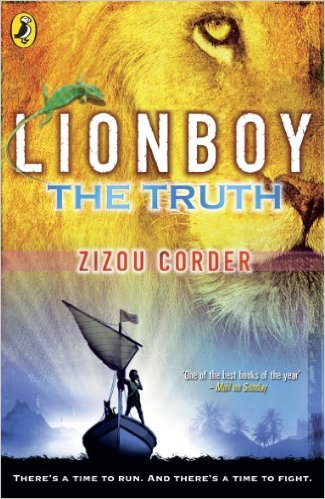 LIONBOY
THE TRUTH
ZIZOU CORDER
'One of the best books of the year'
– Mail on Sunday
THERE'S A TIME TO RUN. AND THERE'S A TIME TO FIGHT.